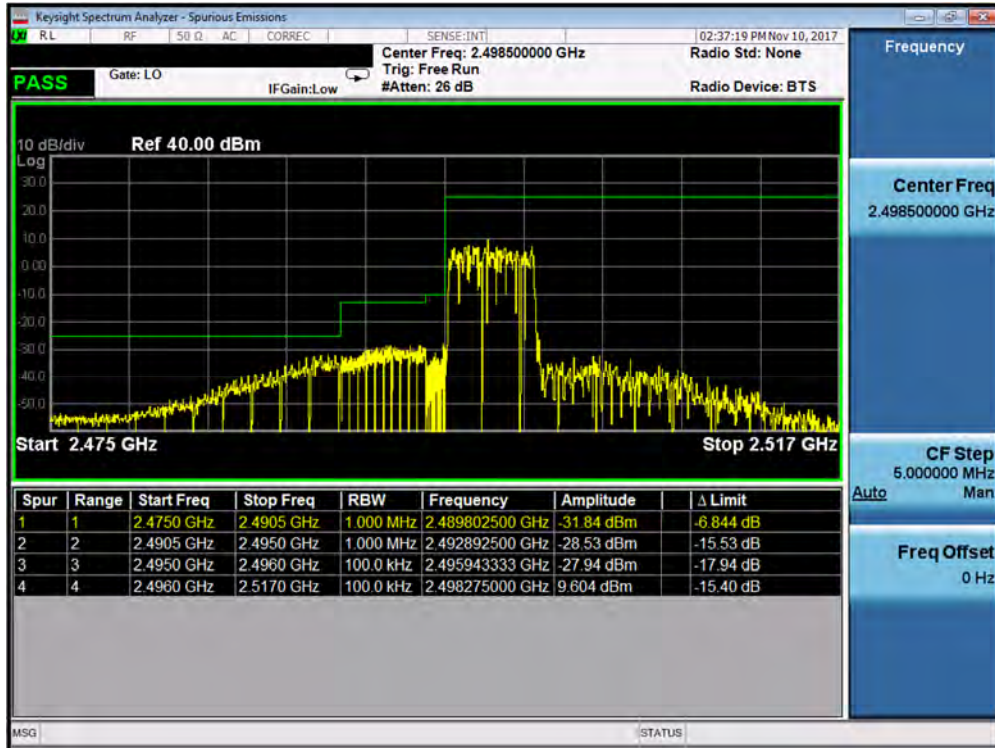 Keysight Spectrum Analyzer - Spurious Emissions
LXI RL RF 50 Ω AC CORREC SENSE:INT 02:37:19 PM Nov 10, 2017
Center Freq: 2.498500000 GHz Radio Std: None
PASS Gate: LO Trig: Free Run
IFGain:Low #Atten: 26 dB Radio Device: BTS
10 dB/div Ref 40.00 dBm
Log
30.0
20.0
10.0
0.00
-10.0
-20.0
-30.0
-40.0
-50.0
Start 2.475 GHz Stop 2.517 GHz
Spur Range Start Freq Stop Freq RBW Frequency Amplitude Δ Limit
1 1 2.4750 GHz 2.4905 GHz 1.000 MHz 2.489802500 GHz -31.84 dBm -6.844 dB
2 2 2.4905 GHz 2.4950 GHz 1.000 MHz 2.492892500 GHz -28.53 dBm -15.53 dB
3 3 2.4950 GHz 2.4960 GHz 100.0 kHz 2.495943333 GHz -27.94 dBm -17.94 dB
4 4 2.4960 GHz 2.5170 GHz 100.0 kHz 2.498275000 GHz 9.604 dBm -15.40 dB
MSG STATUS
Frequency
Center Freq
2.498500000 GHz
CF Step
5.000000 MHz
Auto Man
Freq Offset
0 Hz